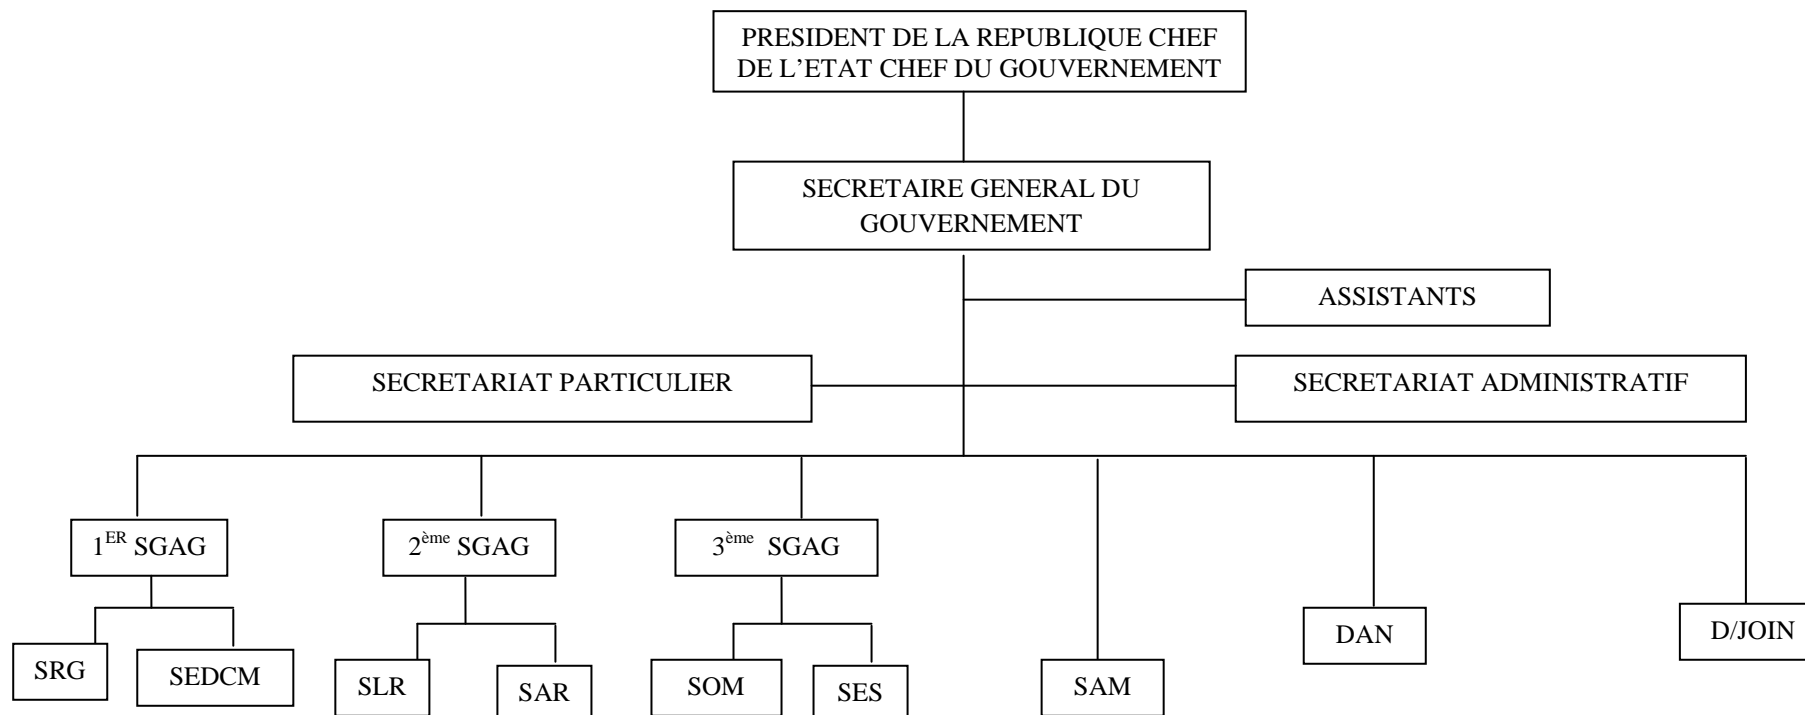 PRESIDENT DE LA REPUBLIQUE CHEF
DE L’ETAT CHEF DU GOUVERNEMENT
SECRETAIRE GENERAL DU
GOUVERNEMENT
ASSISTANTS
SECRETARIAT PARTICULIER
SECRETARIAT ADMINISTRATIF
1ER SGAG
2ème SGAG
3ème SGAG
SRG
SEDCM
SLR
SAR
SOM
SES
SAM
DAN
D/JOIN